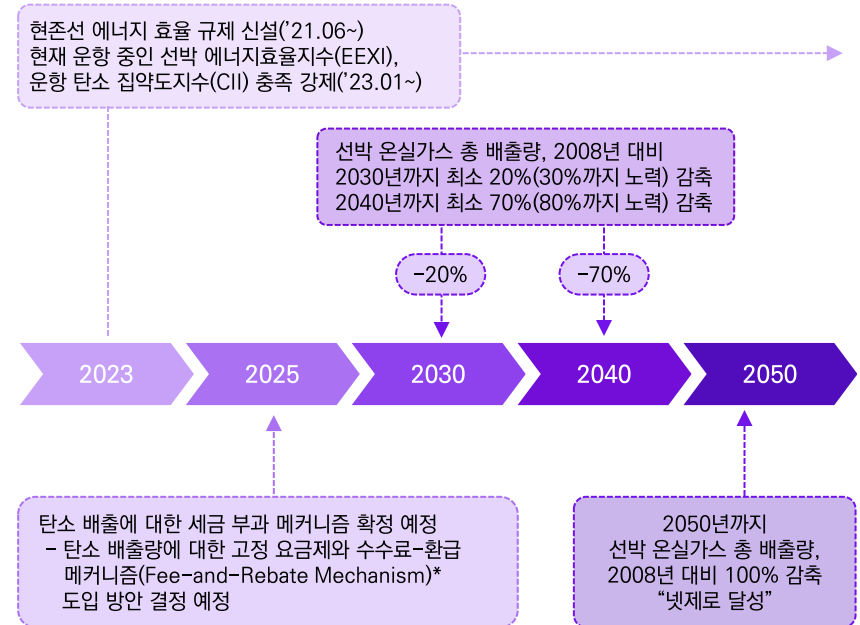 현존선 에너지 효율 규제 신설(’21.06~)
현재 운항 중인 선박 에너지효율지수(EEXI),
운항 탄소 집약도지수(CII) 충족 강제(’23.01~)
선박 온실가스 총 배출량, 2008년 대비
2030년까지 최소 20%(30%까지 노력) 감축
2040년까지 최소 70%(80%까지 노력) 감축
-20%
-70%
2023
2025
2030
2040
2050
탄소 배출에 대한 세금 부과 메커니즘 확정 예정
- 탄소 배출량에 대한 고정 요금제와 수수료-환급
메커니즘(Fee-and-Rebate Mechanism)*
도입 방안 결정 예정
2050년까지
선박 온실가스 총 배출량,
2008년 대비 100% 감축
“넷제로 달성”